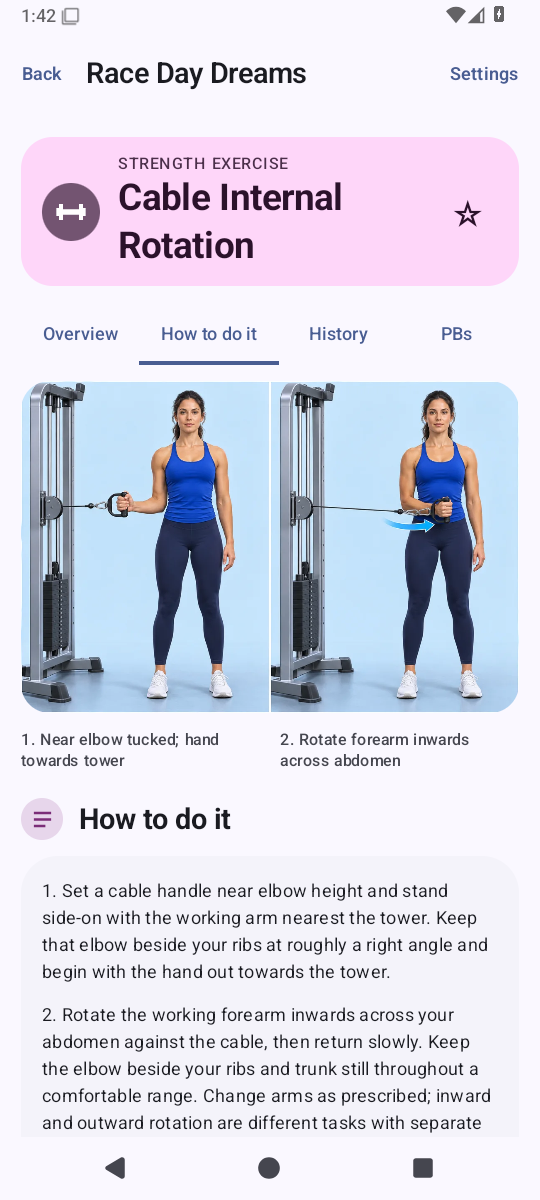 1:42
Back
Race Day Dreams
Settings
STRENGTH EXERCISE
Cable Internal
Rotation
Overview
How to do it
History
PBs
1. Near elbow tucked; hand
towards tower
2. Rotate forearm inwards
across abdomen
How to do it
1. Set a cable handle near elbow height and stand
side-on with the working arm nearest the tower. Keep
that elbow beside your ribs at roughly a right angle and
begin with the hand out towards the tower.
2. Rotate the working forearm inwards across your
abdomen against the cable, then return slowly. Keep
the elbow beside your ribs and trunk still throughout a
comfortable range. Change arms as prescribed; inward
and outward rotation are different tasks with separate